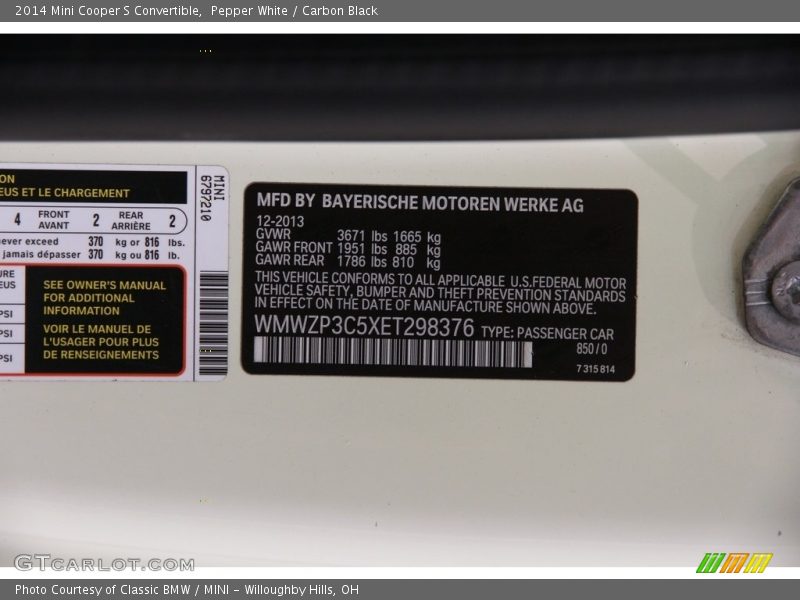 2014 Mini Cooper S Convertible,  Pepper White / Carbon Black
ON
EUS ET LE CHARGEMENT
4 FRONT AVANT 2 REAR ARRIÈRE 2
never exceed 370 kg or 816 lbs.
jamais dépasser 370 kg ou 816 lb.
URE
EUS
PSI
PSI
PSI
SEE OWNER'S MANUAL
FOR ADDITIONAL
INFORMATION
VOIR LE MANUEL DE
L'USAGER POUR PLUS
DE RENSEIGNEMENTS
MINI
6797210
MFD BY BAYERISCHE MOTOREN WERKE AG
12-2013
GVWR 3671 lbs 1665 kg
GAWR FRONT 1951 lbs 885 kg
GAWR REAR 1786 lbs 810 kg
THIS VEHICLE CONFORMS TO ALL APPLICABLE U.S.FEDERAL MOTOR
VEHICLE SAFETY, BUMPER AND THEFT PREVENTION STANDARDS
IN EFFECT ON THE DATE OF MANUFACTURE SHOWN ABOVE.
WMWZP3C5XET298376 TYPE: PASSENGER CAR
850 / 0
7 315 814
GTCARLOT.COM
Photo Courtesy of Classic BMW / MINI - Willoughby Hills, OH